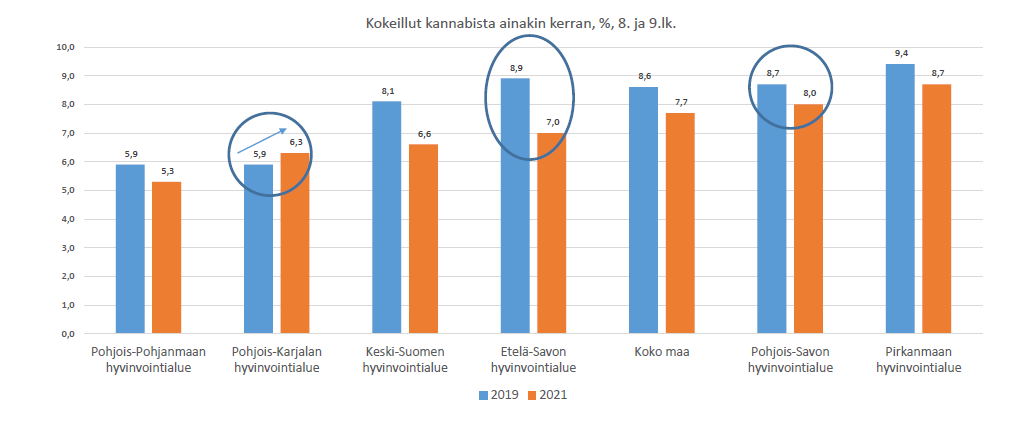 Kokeillut kannabista ainakin kerran, %, 8. ja 9.lk.
10,0
9,0
8,0
7,0
6,0
5,0
4,0
3,0
2,0
1,0
0,0
5,9
5,3
5,9
6,3
8,1
6,6
8,9
7,0
8,6
7,7
8,7
8,0
9,4
8,7
Pohjois-Pohjanmaan
hyvinvointialue
Pohjois-Karjalan
hyvinvointialue
Keski-Suomen
hyvinvointialue
Etelä-Savon
hyvinvointialue
Koko maa
Pohjois-Savon
hyvinvointialue
Pirkanmaan
hyvinvointialue
2019
2021